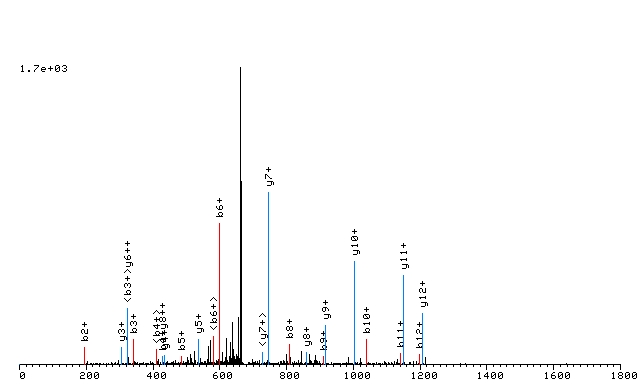 1.7e+03
b2+
y3+
<b3+>y6++
b3+
<b4+>
b4+
y8++
b5+
y5+
<b6+>
b6+
<y7+>
y7+
b8+
y8+
b9+
y9+
y10+
b10+
b11+
y11+
b12+
y12+
0 200 400 600 800 1000 1200 1400 1600 1800